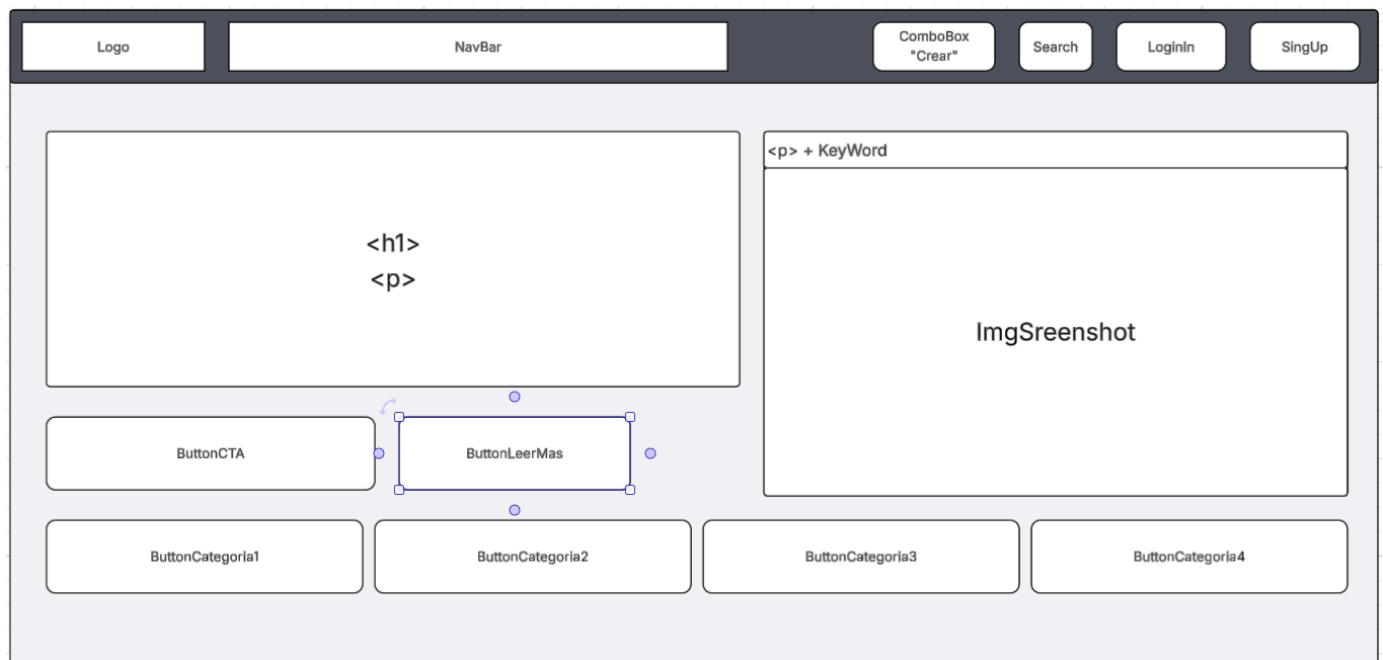 Logo
NavBar
ComboBox
"Crear"
Search
LoginIn
SingUp
<h1>
<p>
<p> + KeyWord
ImgSreenshot
ButtonCTA
ButtonLeerMas
ButtonCategoria1
ButtonCategoria2
ButtonCategoria3
ButtonCategoria4